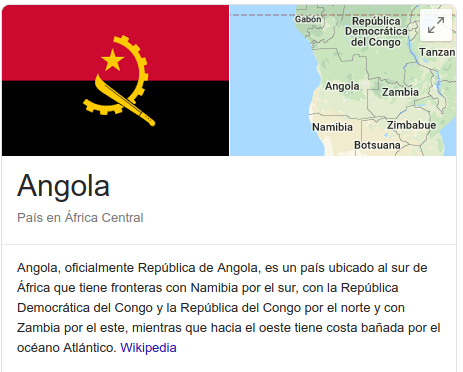 Gabón
República
Democrática
del Congo
Tanzan
Angola
Zambia
Namibia
Zimbabue
Botsuana
Angola
País en África Central
Angola, oficialmente República de Angola, es un país ubicado al sur de
África que tiene fronteras con Namibia por el sur, con la República
Democrática del Congo y la República del Congo por el norte y con
Zambia por el este, mientras que hacia el oeste tiene costa bañada por el
océano Atlántico. Wikipedia